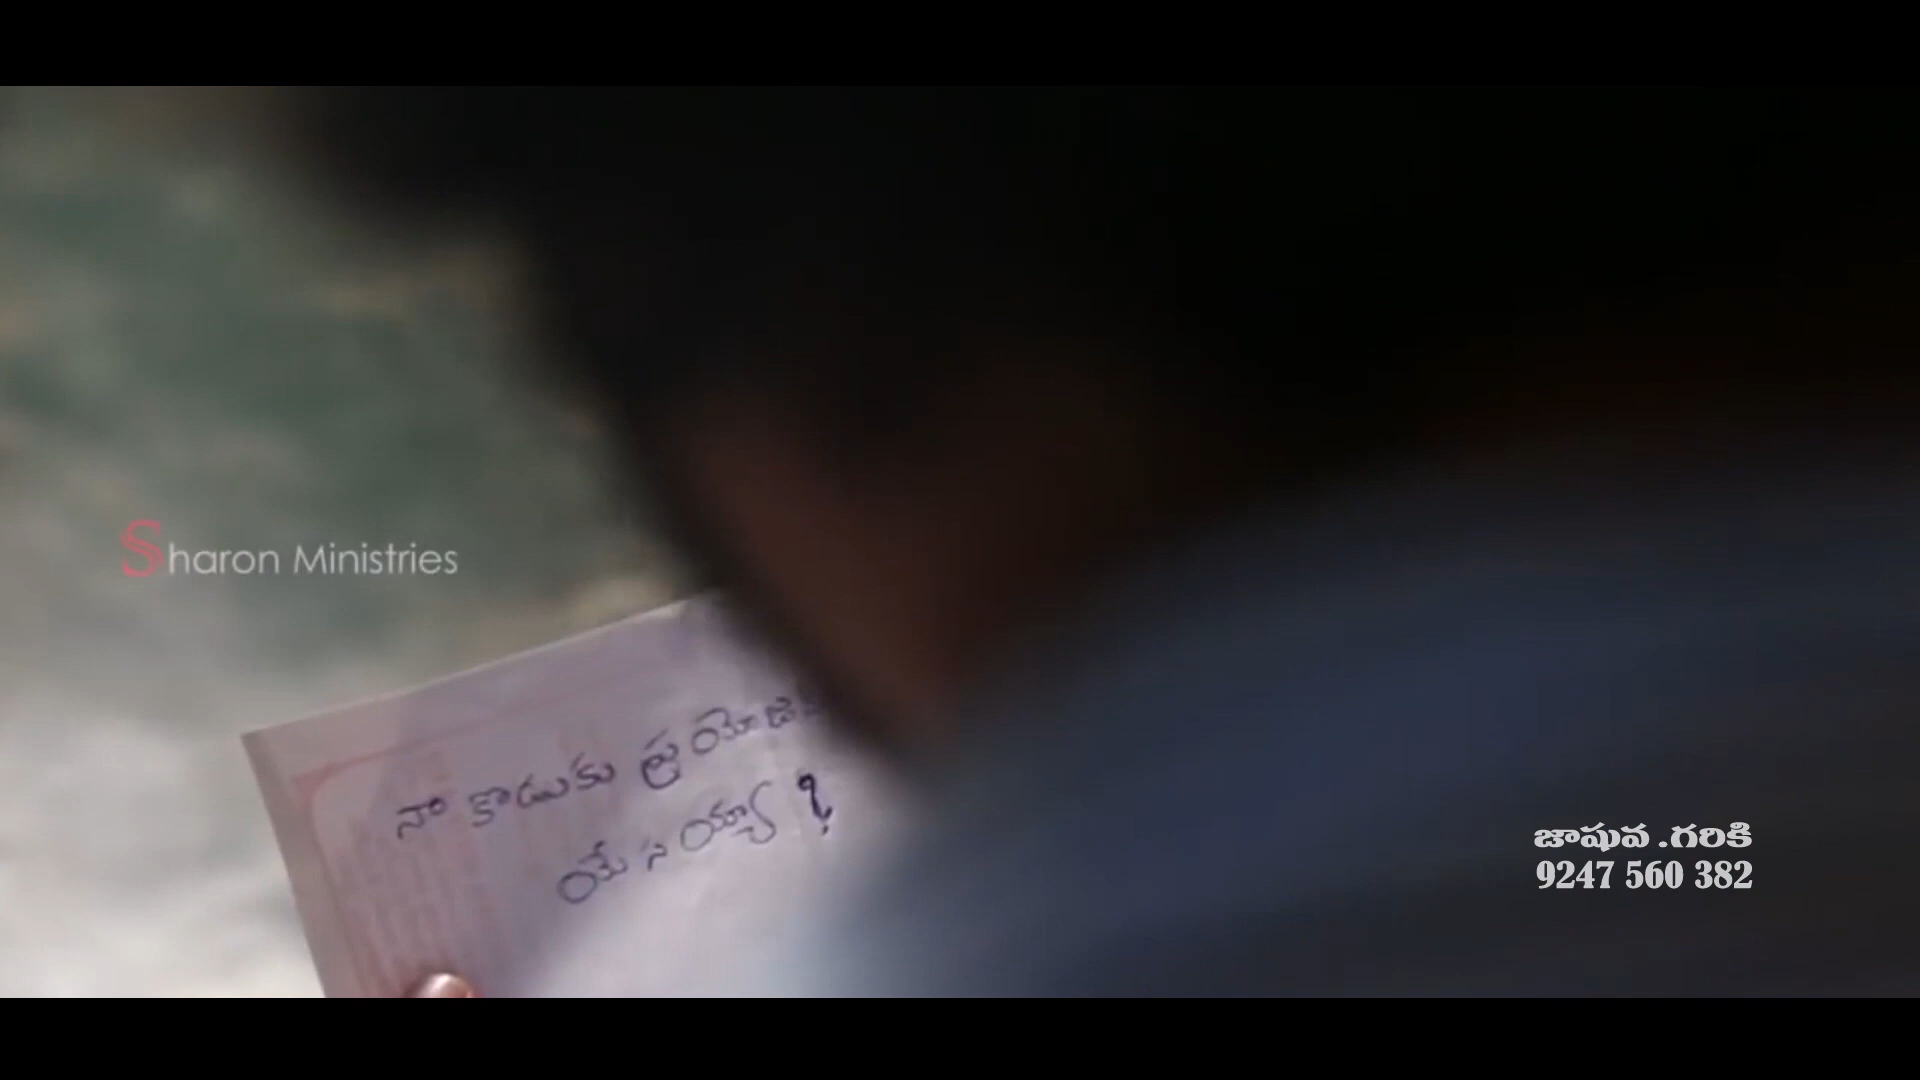 Sharon Ministries
నా కొడుకు
యేసయ్యా ?
జాషువ .గరికి
9247 560 382